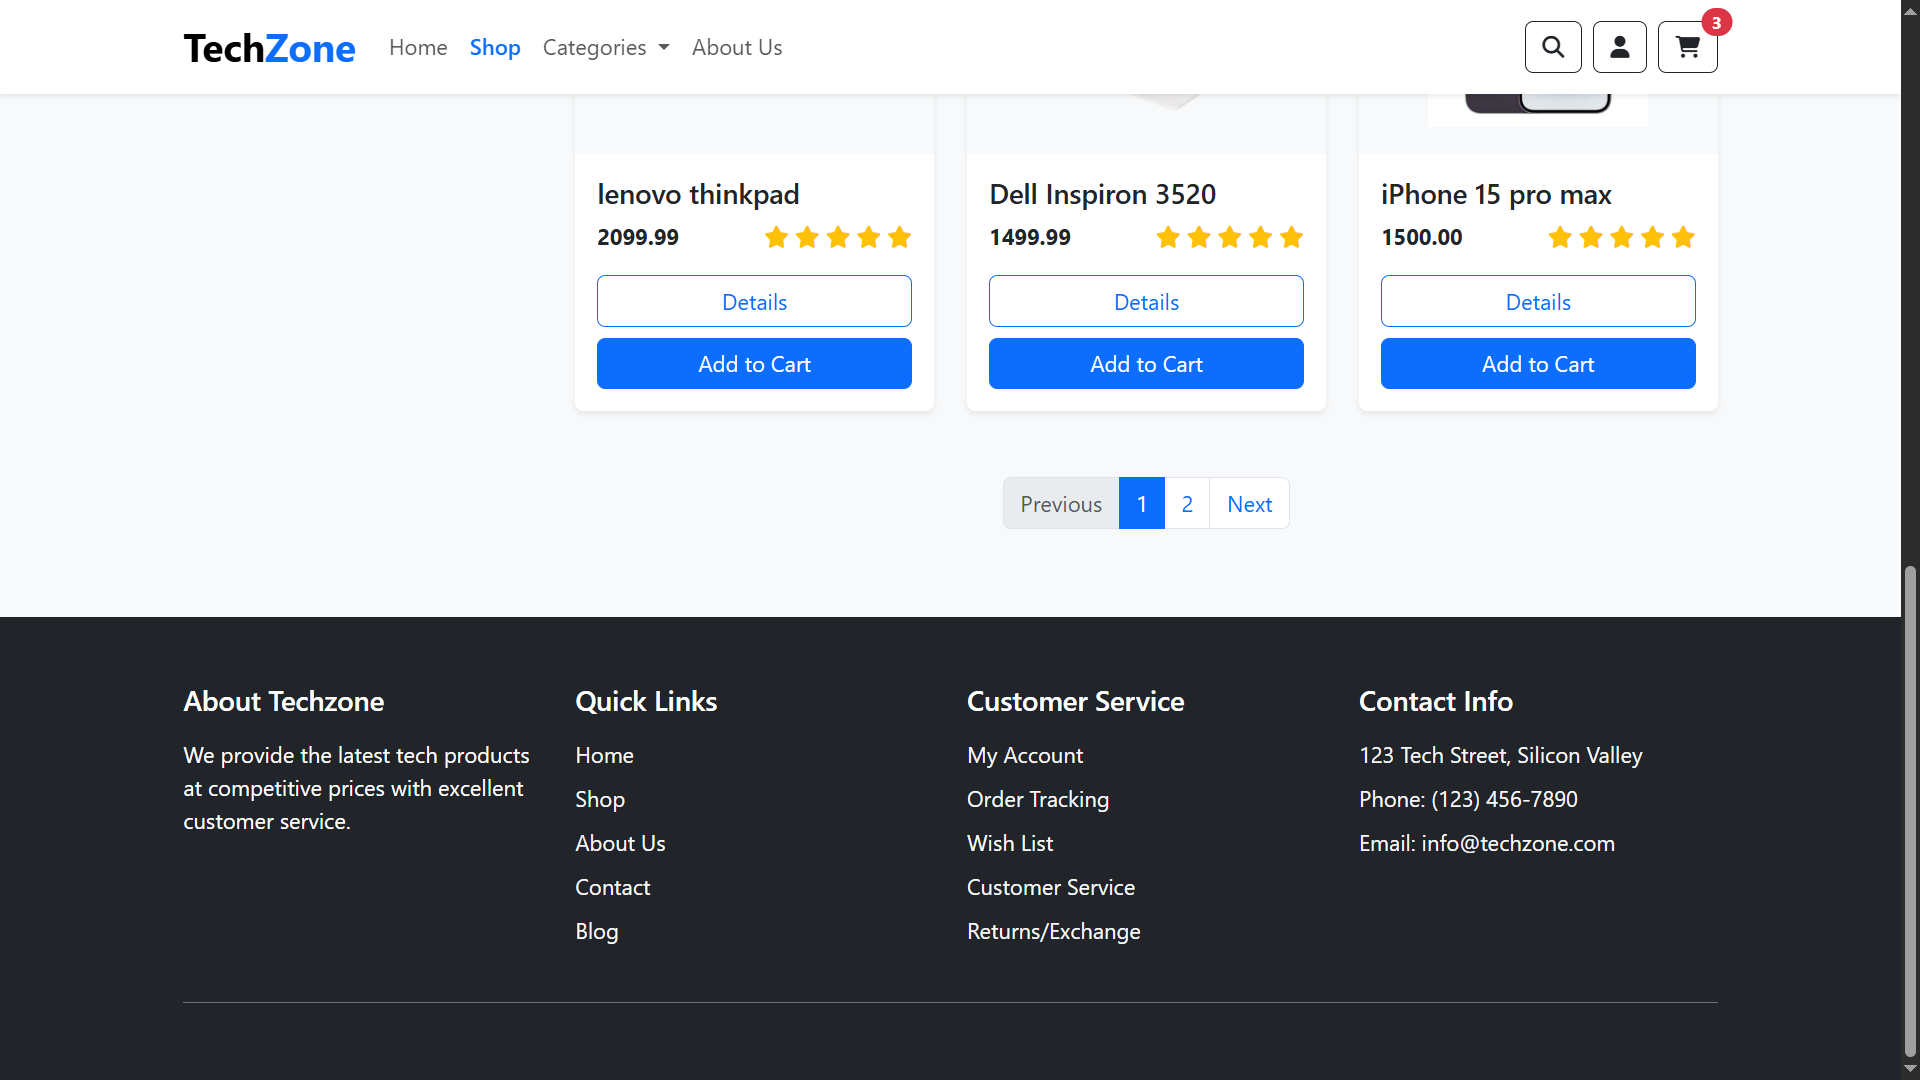 TechZone Home Shop Categories About Us 3
lenovo thinkpad
2099.99
Details
Add to Cart
Dell Inspiron 3520
1499.99
Details
Add to Cart
iPhone 15 pro max
1500.00
Details
Add to Cart
Previous 1 2 Next
About Techzone
We provide the latest tech products
at competitive prices with excellent
customer service.
Quick Links
Home
Shop
About Us
Contact
Blog
Customer Service
My Account
Order Tracking
Wish List
Customer Service
Returns/Exchange
Contact Info
123 Tech Street, Silicon Valley
Phone: (123) 456-7890
Email: info@techzone.com